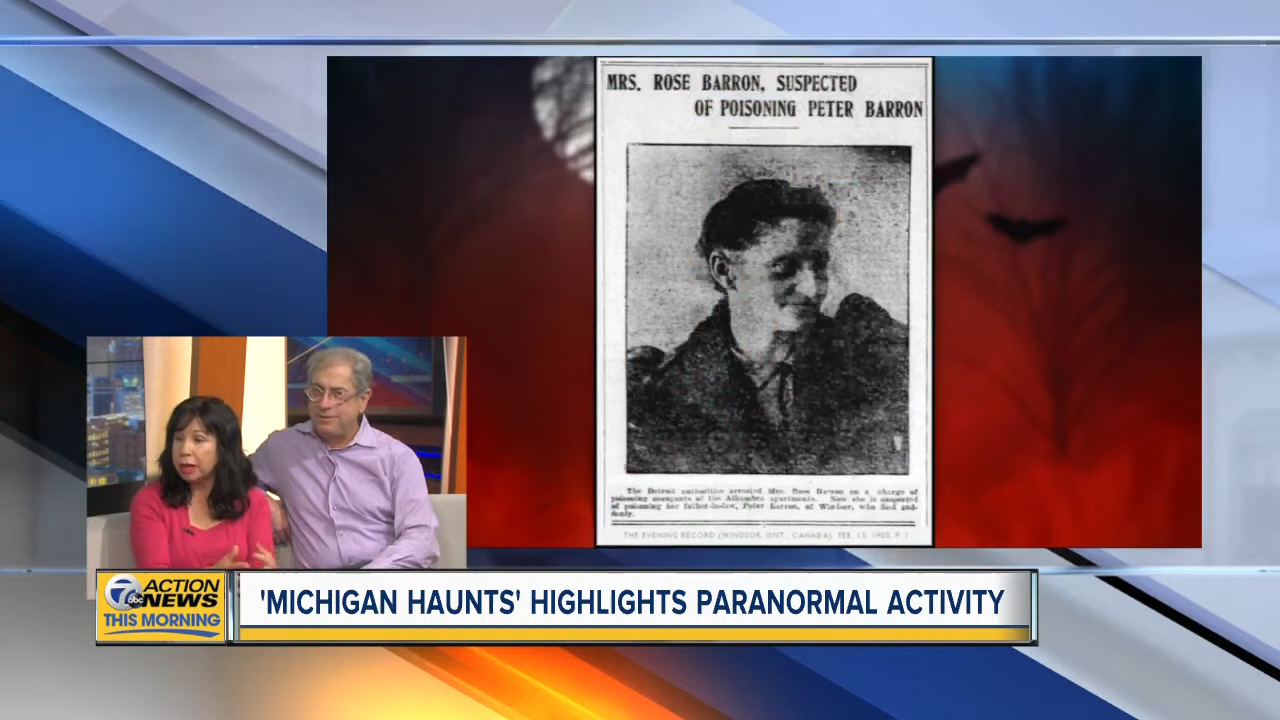 MRS. ROSE BARRON, SUSPECTED
OF POISONING PETER BARRON
The Detroit authorities arrested Mrs. Rose Barron on a charge of
poisoning occupants of the Alhambra apartments. Now she is suspected
of poisoning her father-in-law, Peter Barron, of Windsor, who died sud-
denly.
THE EVENING RECORD (WINDSOR, ONT., CANADA), FEB. 13, 1905, P. 1
7 abc ACTION
NEWS
THIS MORNING
'MICHIGAN HAUNTS' HIGHLIGHTS PARANORMAL ACTIVITY